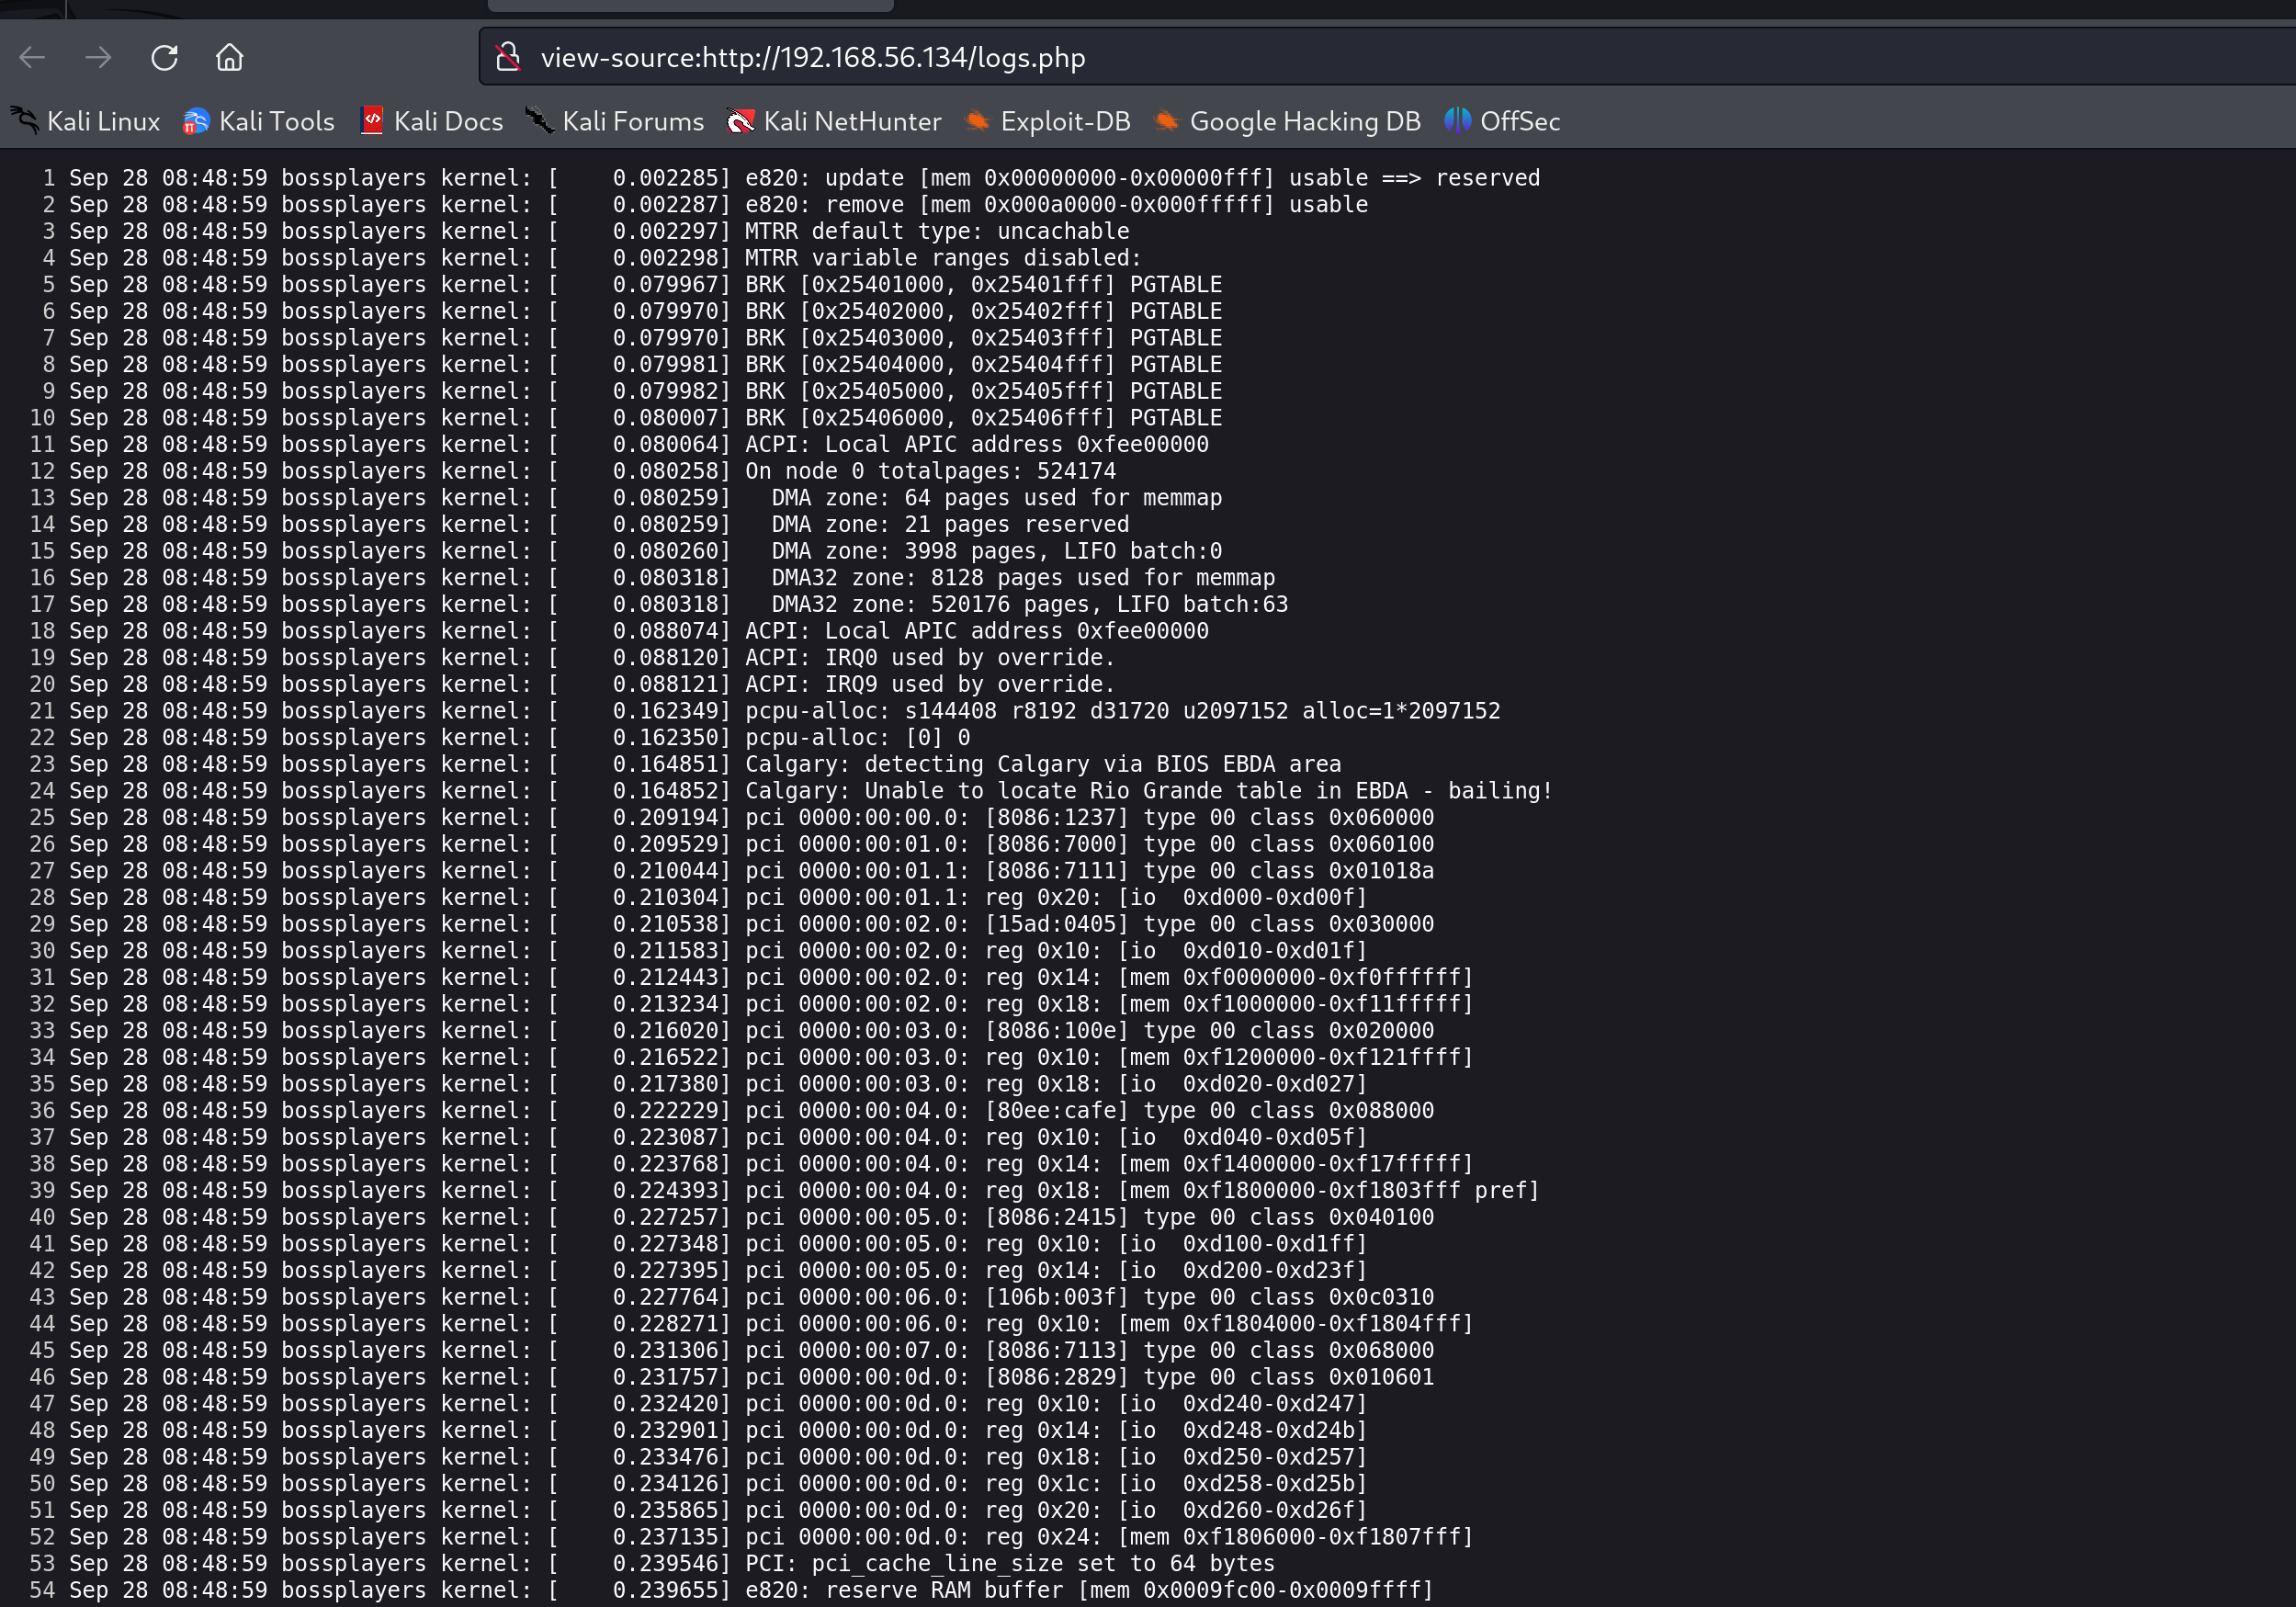 view-source:http://192.168.56.134/logs.php
Kali Linux Kali Tools Kali Docs Kali Forums Kali NetHunter Exploit-DB Google Hacking DB OffSec
1 Sep 28 08:48:59 bossplayers kernel: [    0.002285] e820: update [mem 0x00000000-0x00000fff] usable ==> reserved
2 Sep 28 08:48:59 bossplayers kernel: [    0.002287] e820: remove [mem 0x000a0000-0x000fffff] usable
3 Sep 28 08:48:59 bossplayers kernel: [    0.002297] MTRR default type: uncachable
4 Sep 28 08:48:59 bossplayers kernel: [    0.002298] MTRR variable ranges disabled:
5 Sep 28 08:48:59 bossplayers kernel: [    0.079967] BRK [0x25401000, 0x25401fff] PGTABLE
6 Sep 28 08:48:59 bossplayers kernel: [    0.079970] BRK [0x25402000, 0x25402fff] PGTABLE
7 Sep 28 08:48:59 bossplayers kernel: [    0.079970] BRK [0x25403000, 0x25403fff] PGTABLE
8 Sep 28 08:48:59 bossplayers kernel: [    0.079981] BRK [0x25404000, 0x25404fff] PGTABLE
9 Sep 28 08:48:59 bossplayers kernel: [    0.079982] BRK [0x25405000, 0x25405fff] PGTABLE
10 Sep 28 08:48:59 bossplayers kernel: [    0.080007] BRK [0x25406000, 0x25406fff] PGTABLE
11 Sep 28 08:48:59 bossplayers kernel: [    0.080064] ACPI: Local APIC address 0xfee00000
12 Sep 28 08:48:59 bossplayers kernel: [    0.080258] On node 0 totalpages: 524174
13 Sep 28 08:48:59 bossplayers kernel: [    0.080259]   DMA zone: 64 pages used for memmap
14 Sep 28 08:48:59 bossplayers kernel: [    0.080259]   DMA zone: 21 pages reserved
15 Sep 28 08:48:59 bossplayers kernel: [    0.080260]   DMA zone: 3998 pages, LIFO batch:0
16 Sep 28 08:48:59 bossplayers kernel: [    0.080318]   DMA32 zone: 8128 pages used for memmap
17 Sep 28 08:48:59 bossplayers kernel: [    0.080318]   DMA32 zone: 520176 pages, LIFO batch:63
18 Sep 28 08:48:59 bossplayers kernel: [    0.088074] ACPI: Local APIC address 0xfee00000
19 Sep 28 08:48:59 bossplayers kernel: [    0.088120] ACPI: IRQ0 used by override.
20 Sep 28 08:48:59 bossplayers kernel: [    0.088121] ACPI: IRQ9 used by override.
21 Sep 28 08:48:59 bossplayers kernel: [    0.162349] pcpu-alloc: s144408 r8192 d31720 u2097152 alloc=1*2097152
22 Sep 28 08:48:59 bossplayers kernel: [    0.162350] pcpu-alloc: [0] 0
23 Sep 28 08:48:59 bossplayers kernel: [    0.164851] Calgary: detecting Calgary via BIOS EBDA area
24 Sep 28 08:48:59 bossplayers kernel: [    0.164852] Calgary: Unable to locate Rio Grande table in EBDA - bailing!
25 Sep 28 08:48:59 bossplayers kernel: [    0.209194] pci 0000:00:00.0: [8086:1237] type 00 class 0x060000
26 Sep 28 08:48:59 bossplayers kernel: [    0.209529] pci 0000:00:01.0: [8086:7000] type 00 class 0x060100
27 Sep 28 08:48:59 bossplayers kernel: [    0.210044] pci 0000:00:01.1: [8086:7111] type 00 class 0x01018a
28 Sep 28 08:48:59 bossplayers kernel: [    0.210304] pci 0000:00:01.1: reg 0x20: [io  0xd000-0xd00f]
29 Sep 28 08:48:59 bossplayers kernel: [    0.210538] pci 0000:00:02.0: [15ad:0405] type 00 class 0x030000
30 Sep 28 08:48:59 bossplayers kernel: [    0.211583] pci 0000:00:02.0: reg 0x10: [io  0xd010-0xd01f]
31 Sep 28 08:48:59 bossplayers kernel: [    0.212443] pci 0000:00:02.0: reg 0x14: [mem 0xf0000000-0xf0ffffff]
32 Sep 28 08:48:59 bossplayers kernel: [    0.213234] pci 0000:00:02.0: reg 0x18: [mem 0xf1000000-0xf11fffff]
33 Sep 28 08:48:59 bossplayers kernel: [    0.216020] pci 0000:00:03.0: [8086:100e] type 00 class 0x020000
34 Sep 28 08:48:59 bossplayers kernel: [    0.216522] pci 0000:00:03.0: reg 0x10: [mem 0xf1200000-0xf121ffff]
35 Sep 28 08:48:59 bossplayers kernel: [    0.217380] pci 0000:00:03.0: reg 0x18: [io  0xd020-0xd027]
36 Sep 28 08:48:59 bossplayers kernel: [    0.222229] pci 0000:00:04.0: [80ee:cafe] type 00 class 0x088000
37 Sep 28 08:48:59 bossplayers kernel: [    0.223087] pci 0000:00:04.0: reg 0x10: [io  0xd040-0xd05f]
38 Sep 28 08:48:59 bossplayers kernel: [    0.223768] pci 0000:00:04.0: reg 0x14: [mem 0xf1400000-0xf17fffff]
39 Sep 28 08:48:59 bossplayers kernel: [    0.224393] pci 0000:00:04.0: reg 0x18: [mem 0xf1800000-0xf1803fff pref]
40 Sep 28 08:48:59 bossplayers kernel: [    0.227257] pci 0000:00:05.0: [8086:2415] type 00 class 0x040100
41 Sep 28 08:48:59 bossplayers kernel: [    0.227348] pci 0000:00:05.0: reg 0x10: [io  0xd100-0xd1ff]
42 Sep 28 08:48:59 bossplayers kernel: [    0.227395] pci 0000:00:05.0: reg 0x14: [io  0xd200-0xd23f]
43 Sep 28 08:48:59 bossplayers kernel: [    0.227764] pci 0000:00:06.0: [106b:003f] type 00 class 0x0c0310
44 Sep 28 08:48:59 bossplayers kernel: [    0.228271] pci 0000:00:06.0: reg 0x10: [mem 0xf1804000-0xf1804fff]
45 Sep 28 08:48:59 bossplayers kernel: [    0.231306] pci 0000:00:07.0: [8086:7113] type 00 class 0x068000
46 Sep 28 08:48:59 bossplayers kernel: [    0.231757] pci 0000:00:0d.0: [8086:2829] type 00 class 0x010601
47 Sep 28 08:48:59 bossplayers kernel: [    0.232420] pci 0000:00:0d.0: reg 0x10: [io  0xd240-0xd247]
48 Sep 28 08:48:59 bossplayers kernel: [    0.232901] pci 0000:00:0d.0: reg 0x14: [io  0xd248-0xd24b]
49 Sep 28 08:48:59 bossplayers kernel: [    0.233476] pci 0000:00:0d.0: reg 0x18: [io  0xd250-0xd257]
50 Sep 28 08:48:59 bossplayers kernel: [    0.234126] pci 0000:00:0d.0: reg 0x1c: [io  0xd258-0xd25b]
51 Sep 28 08:48:59 bossplayers kernel: [    0.235865] pci 0000:00:0d.0: reg 0x20: [io  0xd260-0xd26f]
52 Sep 28 08:48:59 bossplayers kernel: [    0.237135] pci 0000:00:0d.0: reg 0x24: [mem 0xf1806000-0xf1807fff]
53 Sep 28 08:48:59 bossplayers kernel: [    0.239546] PCI: pci_cache_line_size set to 64 bytes
54 Sep 28 08:48:59 bossplayers kernel: [    0.239655] e820: reserve RAM buffer [mem 0x0009fc00-0x0009ffff]